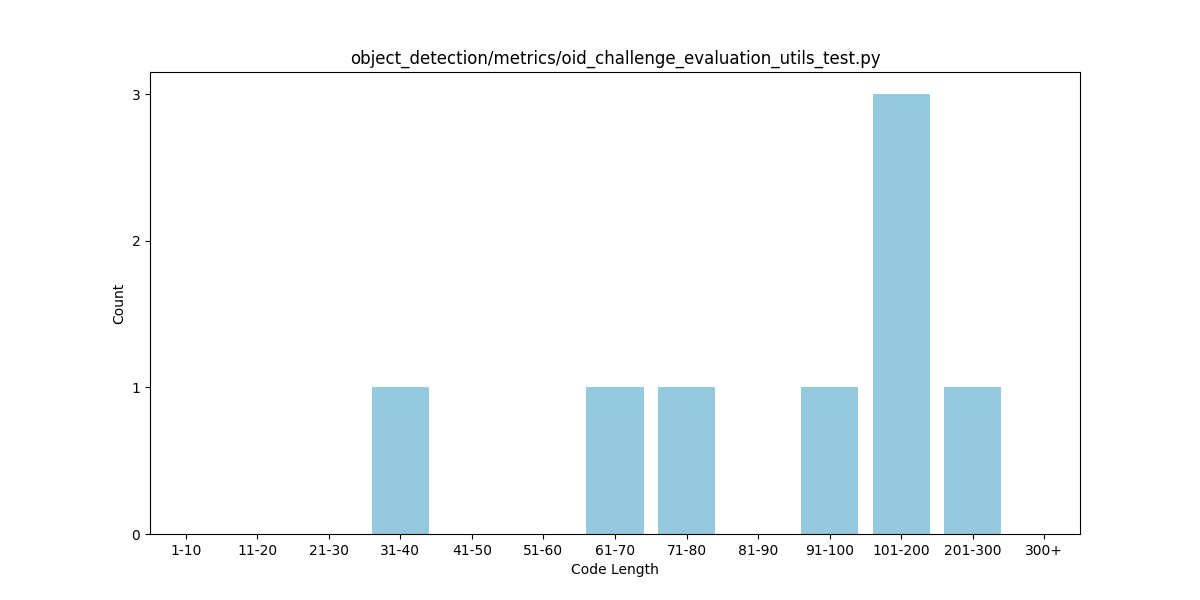 object_detection/metrics/oid_challenge_evaluation_utils_test.py
3
2
1
0
Count
1-10 11-20 21-30 31-40 41-50 51-60 61-70 71-80 81-90 91-100 101-200 201-300 300+
Code Length